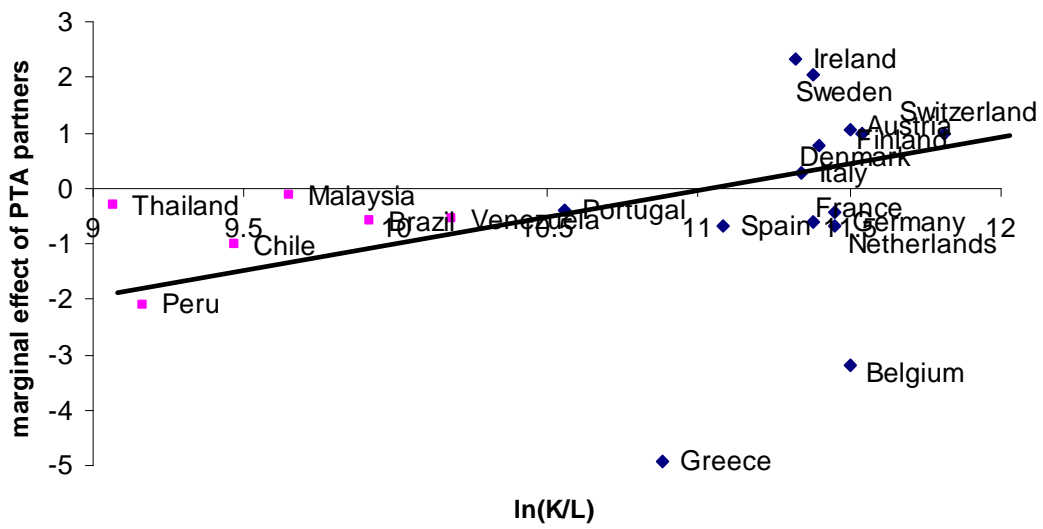 marginal effect of PTA partners
3
2
1
0
-1
-2
-3
-4
-5
9
9.5
10
10.5
11
11.5
12
Ireland
Sweden
Switzerland
Austria
Finland
Denmark
Italy
Thailand
Malaysia
Brazil
Venezuela
Portugal
Spain
France
Germany
Netherlands
Chile
Peru
Belgium
Greece
ln(K/L)